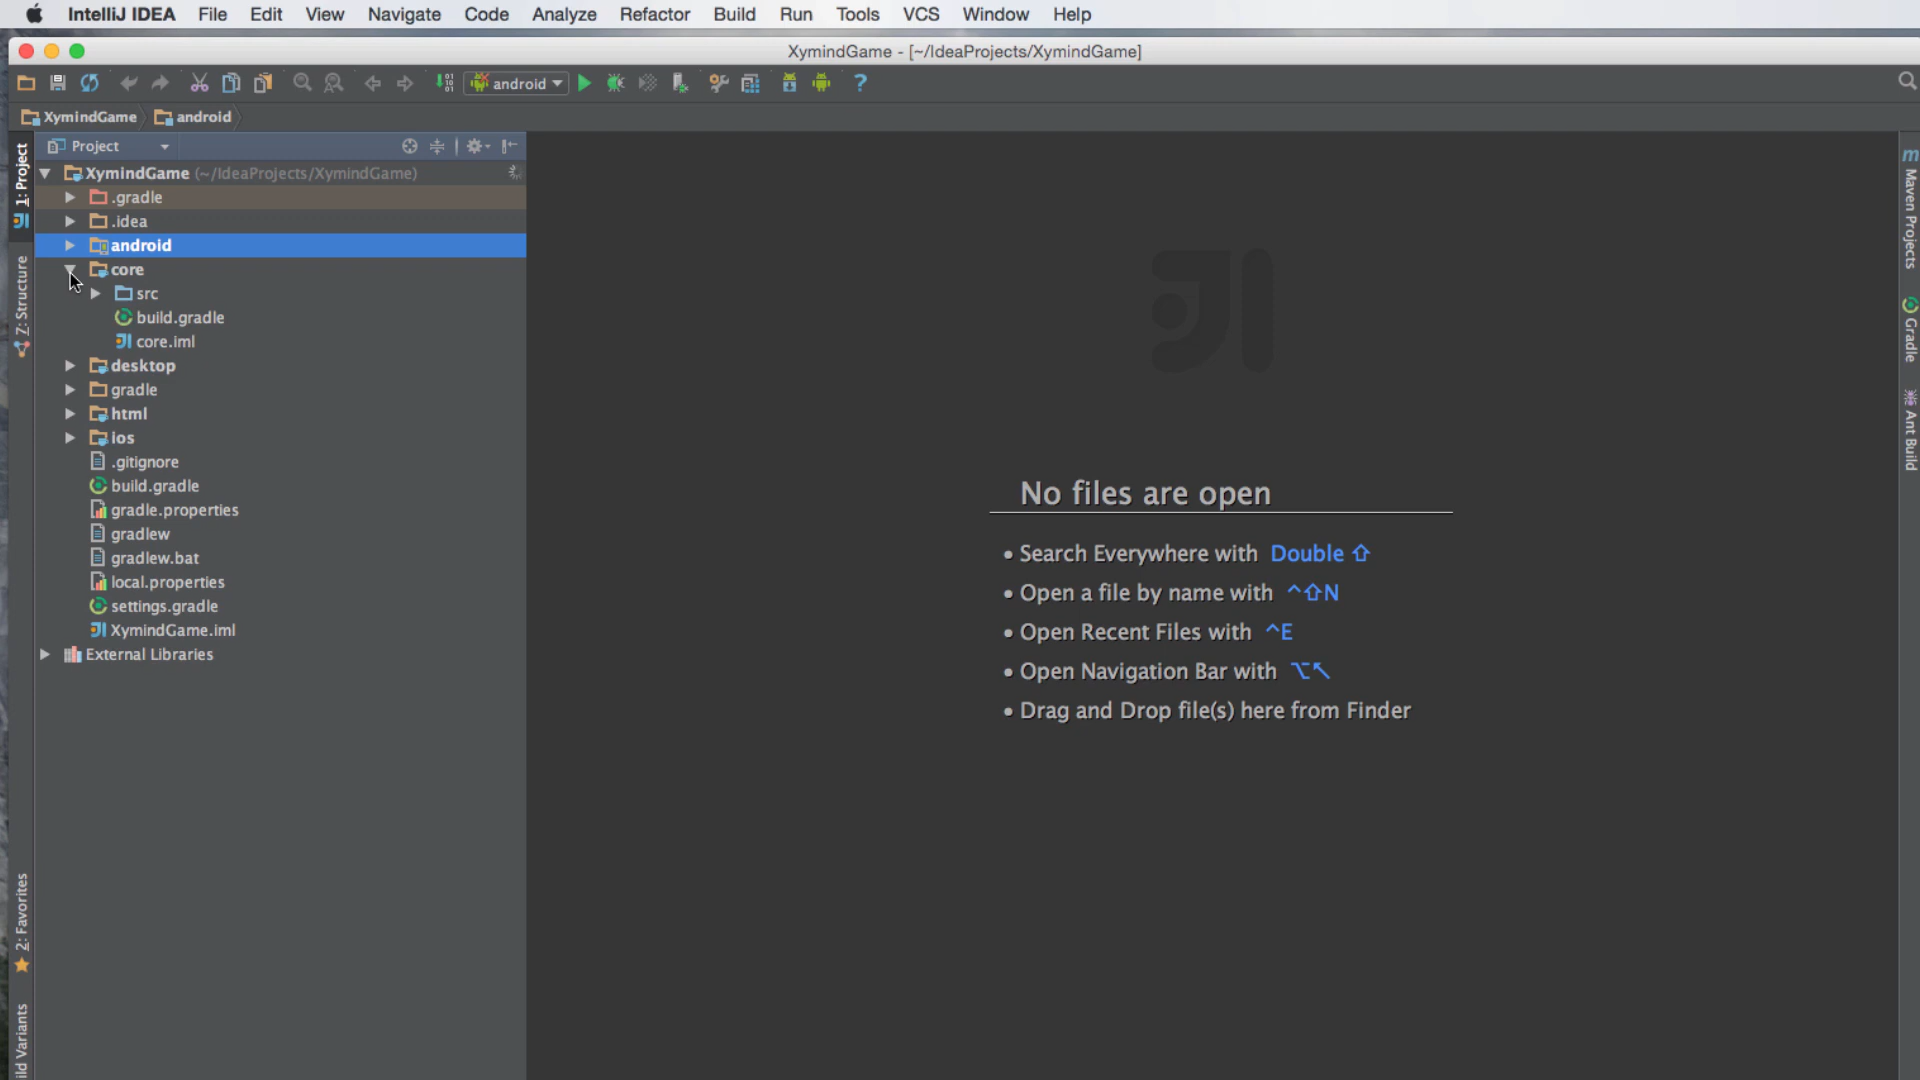 IntelliJ IDEA File Edit View Navigate Code Analyze Refactor Build Run Tools VCS Window Help
XymindGame - [~/IdeaProjects/XymindGame]
android
XymindGame android
Project
1: Project
Z: Structure
2: Favorites
ild Variants
XymindGame (~/IdeaProjects/XymindGame)
.gradle
.idea
android
core
src
build.gradle
core.iml
desktop
gradle
html
ios
.gitignore
build.gradle
gradle.properties
gradlew
gradlew.bat
local.properties
settings.gradle
XymindGame.iml
External Libraries
No files are open
• Search Everywhere with Double ⇧
• Open a file by name with ^⇧N
• Open Recent Files with ^E
• Open Navigation Bar with ⌥↖
• Drag and Drop file(s) here from Finder
m Maven Projects
Gradle
Ant Build